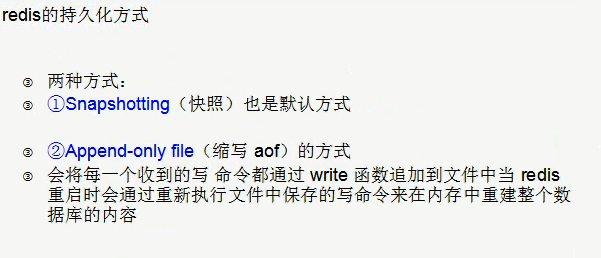 redis的持久化方式
③ 两种方式：
③ ①Snapshotting（快照）也是默认方式
③ ②Append-only file（缩写 aof）的方式
③ 会将每一个收到的写 命令都通过 write 函数追加到文件中当 redis
重启时会通过重新执行文件中保存的写命令来在内存中重建整个数
据库的内容